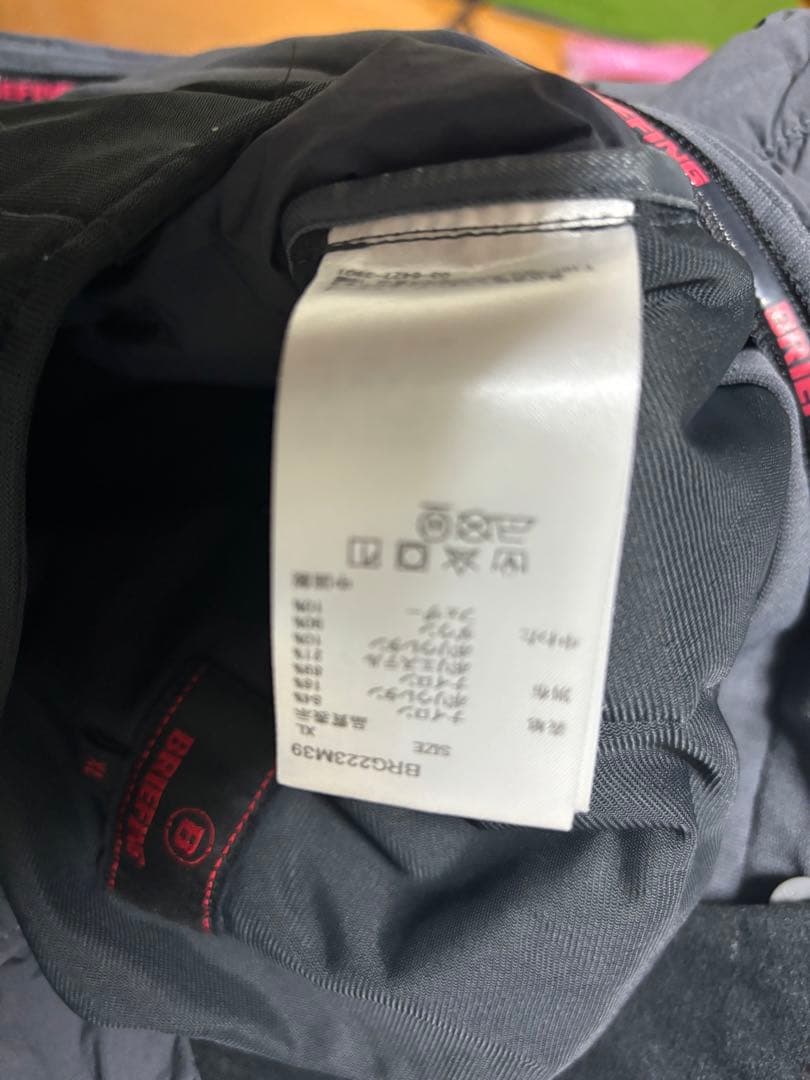 BRG223M39
SIZE XL
品質表示
表地 ナイロン 84%
ポリウレタン 16%
別布 ナイロン 69%
ポリエステル 21%
ポリウレタン 10%
中わた ダウン 90%
フェザー 10%
中国製
BRIEFING
XL
B
EFING
BRIEFING
BRIEF